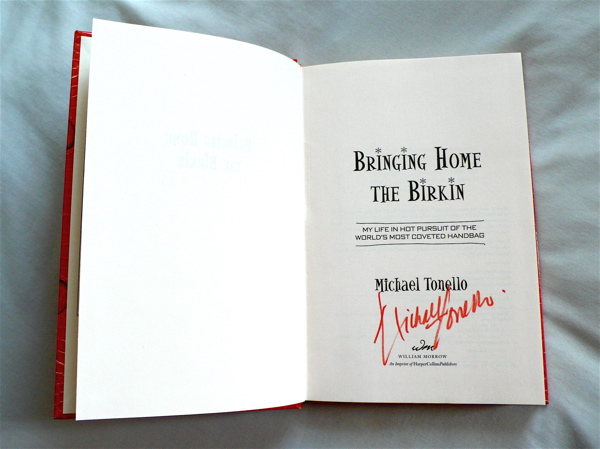 Bringing Home
the Birkin
MY LIFE IN HOT PURSUIT OF THE
WORLD'S MOST COVETED HANDBAG
Michael Tonello
Michael Tonello
wm
WILLIAM MORROW
An Imprint of HarperCollinsPublishers